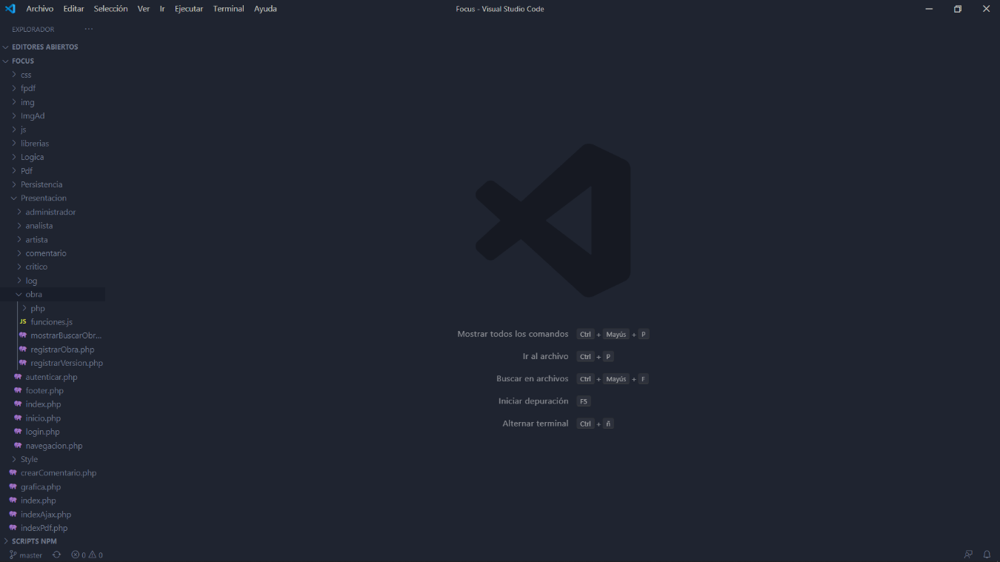 Archivo Editar Selección Ver Ir Ejecutar Terminal Ayuda
Focus - Visual Studio Code
EXPLORADOR
EDITORES ABIERTOS
FOCUS
css
fpdf
img
ImgAd
js
librerias
Logica
Pdf
Persistencia
Presentacion
administrador
analista
artista
comentario
critico
log
obra
php
JS funciones.js
mostrarBuscarObr...
registrarObra.php
registrarVersion.php
autenticar.php
footer.php
index.php
inicio.php
login.php
navegacion.php
Style
crearComentario.php
grafica.php
index.php
indexAjax.php
indexPdf.php
SCRIPTS NPM
master 0 0
Mostrar todos los comandos Ctrl + Mayús + P
Ir al archivo Ctrl + P
Buscar en archivos Ctrl + Mayús + F
Iniciar depuración F5
Alternar terminal Ctrl + ñ